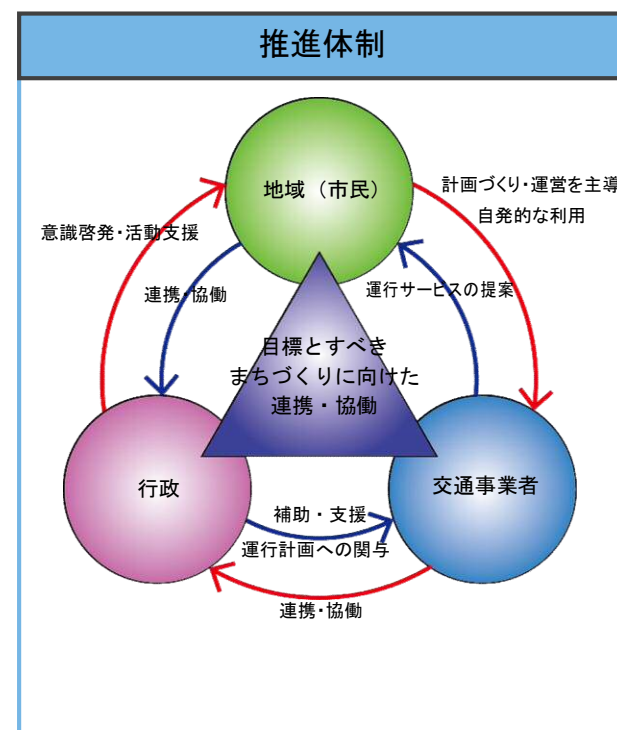 推進体制
地域（市民）
計画づくり・運営を主導
自発的な利用
意識啓発・活動支援
連携・協働
運行サービスの提案
目標とすべき
まちづくりに向けた
連携・協働
行政
交通事業者
補助・支援
運行計画への関与
連携・協働